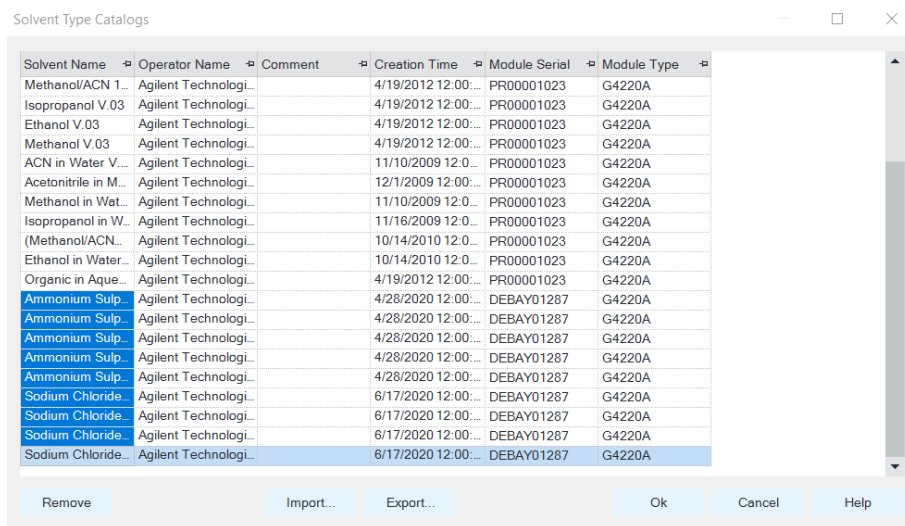 Solvent Type Catalogs
Solvent Name Operator Name Comment Creation Time Module Serial Module Type
Methanol/ACN 1... Agilent Technologi... 4/19/2012 12:00:... PR00001023 G4220A
Isopropanol V.03 Agilent Technologi... 4/19/2012 12:00:... PR00001023 G4220A
Ethanol V.03 Agilent Technologi... 4/19/2012 12:00:... PR00001023 G4220A
Methanol V.03 Agilent Technologi... 4/19/2012 12:00:... PR00001023 G4220A
ACN in Water V.... Agilent Technologi... 11/10/2009 12:0... PR00001023 G4220A
Acetonitrile in M... Agilent Technologi... 12/1/2009 12:00:... PR00001023 G4220A
Methanol in Wat... Agilent Technologi... 11/10/2009 12:0... PR00001023 G4220A
Isopropanol in W... Agilent Technologi... 11/16/2009 12:0... PR00001023 G4220A
(Methanol/ACN... Agilent Technologi... 10/14/2010 12:0... PR00001023 G4220A
Ethanol in Water... Agilent Technologi... 10/14/2010 12:0... PR00001023 G4220A
Organic in Aque... Agilent Technologi... 4/19/2012 12:00:... PR00001023 G4220A
Ammonium Sulp... Agilent Technologi... 4/28/2020 12:00:... DEBAY01287 G4220A
Ammonium Sulp... Agilent Technologi... 4/28/2020 12:00:... DEBAY01287 G4220A
Ammonium Sulp... Agilent Technologi... 4/28/2020 12:00:... DEBAY01287 G4220A
Ammonium Sulp... Agilent Technologi... 4/28/2020 12:00:... DEBAY01287 G4220A
Ammonium Sulp... Agilent Technologi... 4/28/2020 12:00:... DEBAY01287 G4220A
Sodium Chloride... Agilent Technologi... 6/17/2020 12:00:... DEBAY01287 G4220A
Sodium Chloride... Agilent Technologi... 6/17/2020 12:00:... DEBAY01287 G4220A
Sodium Chloride... Agilent Technologi... 6/17/2020 12:00:... DEBAY01287 G4220A
Sodium Chloride... Agilent Technologi... 6/17/2020 12:00:... DEBAY01287 G4220A
Remove Import... Export... Ok Cancel Help